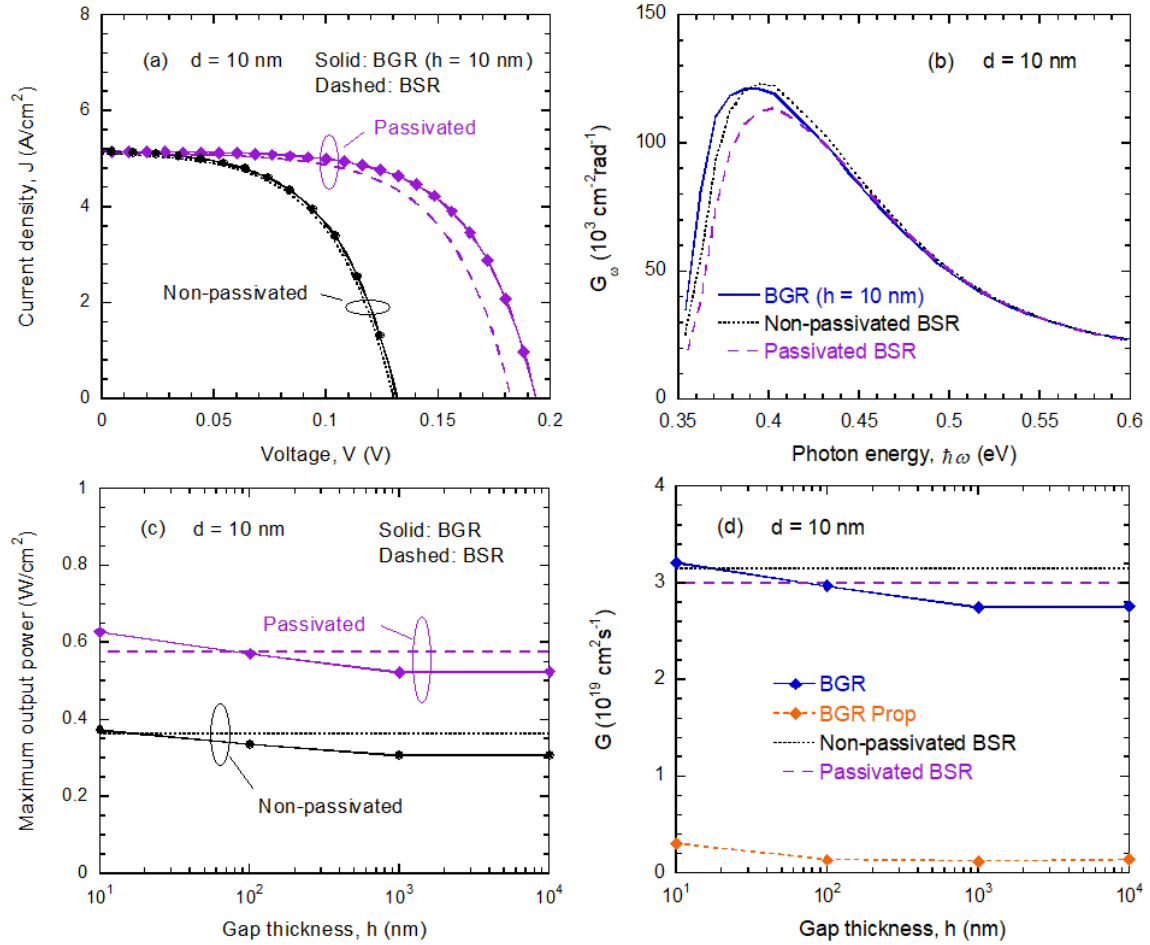 (a) d = 10 nm Solid: BGR (h = 10 nm)
Dashed: BSR
Passivated
Non-passivated
Current density, J (A/cm²)
8
6
4
2
0
0 0.05 0.1 0.15 0.2
Voltage, V (V)
(b) d = 10 nm
BGR (h = 10 nm)
Non-passivated BSR
Passivated BSR
G_ω (10³ cm⁻²rad⁻¹)
150
100
50
0
0.35 0.4 0.45 0.5 0.55 0.6
Photon energy, ħω (eV)
(c) d = 10 nm Solid: BGR
Dashed: BSR
Passivated
Non-passivated
Maximum output power (W/cm²)
1
0.8
0.6
0.4
0.2
0
10¹ 10² 10³ 10⁴
Gap thickness, h (nm)
(d) d = 10 nm
BGR
BGR Prop
Non-passivated BSR
Passivated BSR
G (10¹⁹ cm²s⁻¹)
4
3
2
1
0
10¹ 10² 10³ 10⁴
Gap thickness, h (nm)